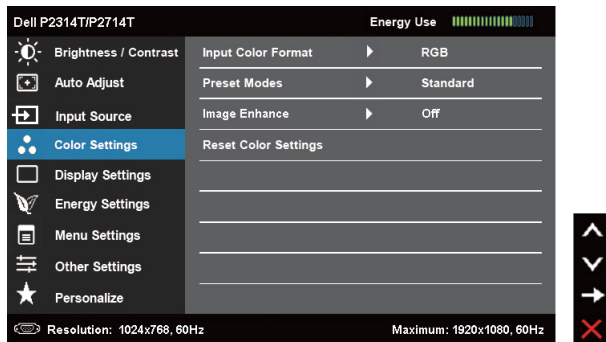 Dell P2314T/P2714T Energy Use
Brightness / Contrast Input Color Format RGB
Auto Adjust Preset Modes Standard
Input Source Image Enhance Off
Color Settings Reset Color Settings
Display Settings
Energy Settings
Menu Settings
Other Settings
Personalize
Resolution: 1024x768, 60Hz Maximum: 1920x1080, 60Hz